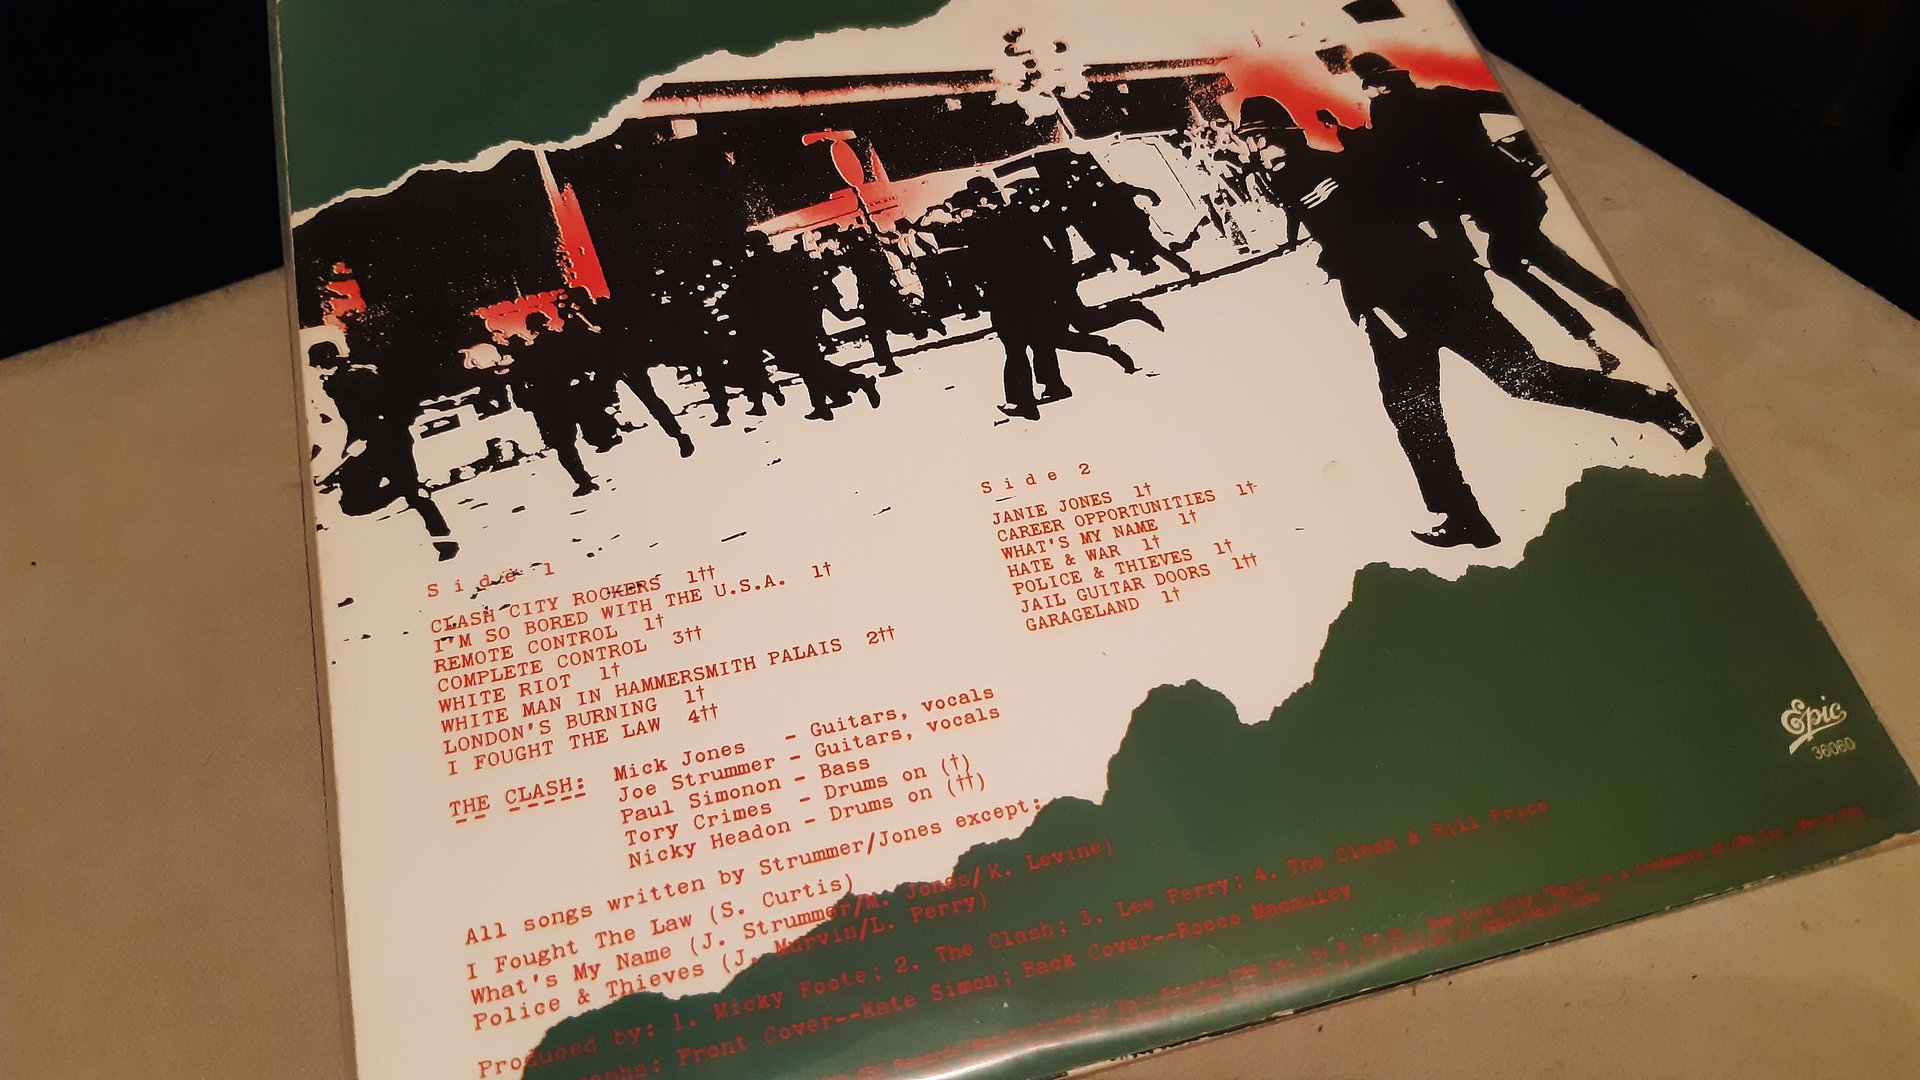 Side 1
CLASH CITY ROCKERS 1††
I'M SO BORED WITH THE U.S.A. 1†
REMOTE CONTROL 1†
COMPLETE CONTROL 3††
WHITE RIOT 1†
WHITE MAN IN HAMMERSMITH PALAIS 2††
LONDON'S BURNING 1†
I FOUGHT THE LAW 4††
Side 2
JANIE JONES 1†
CAREER OPPORTUNITIES 1†
WHAT'S MY NAME 1†
HATE & WAR 1†
POLICE & THIEVES 1†
JAIL GUITAR DOORS 1††
GARAGELAND 1†
THE CLASH: Mick Jones - Guitars, vocals
Joe Strummer - Guitars, vocals
Paul Simonon - Bass
Tory Crimes - Drums on (†)
Nicky Headon - Drums on (††)
All songs written by Strummer/Jones except:
I Fought The Law (S. Curtis)
What's My Name (J. Strummer/M. Jones/K. Levine)
Police & Thieves (J. Murvin/L. Perry)
Produced by: 1. Micky Foote; 2. The Clash; 3. Lee Perry; 4. The Clash & Bill Price
Front Cover--Kate Simon; Back Cover--Rocco Macauley
Epic
36060